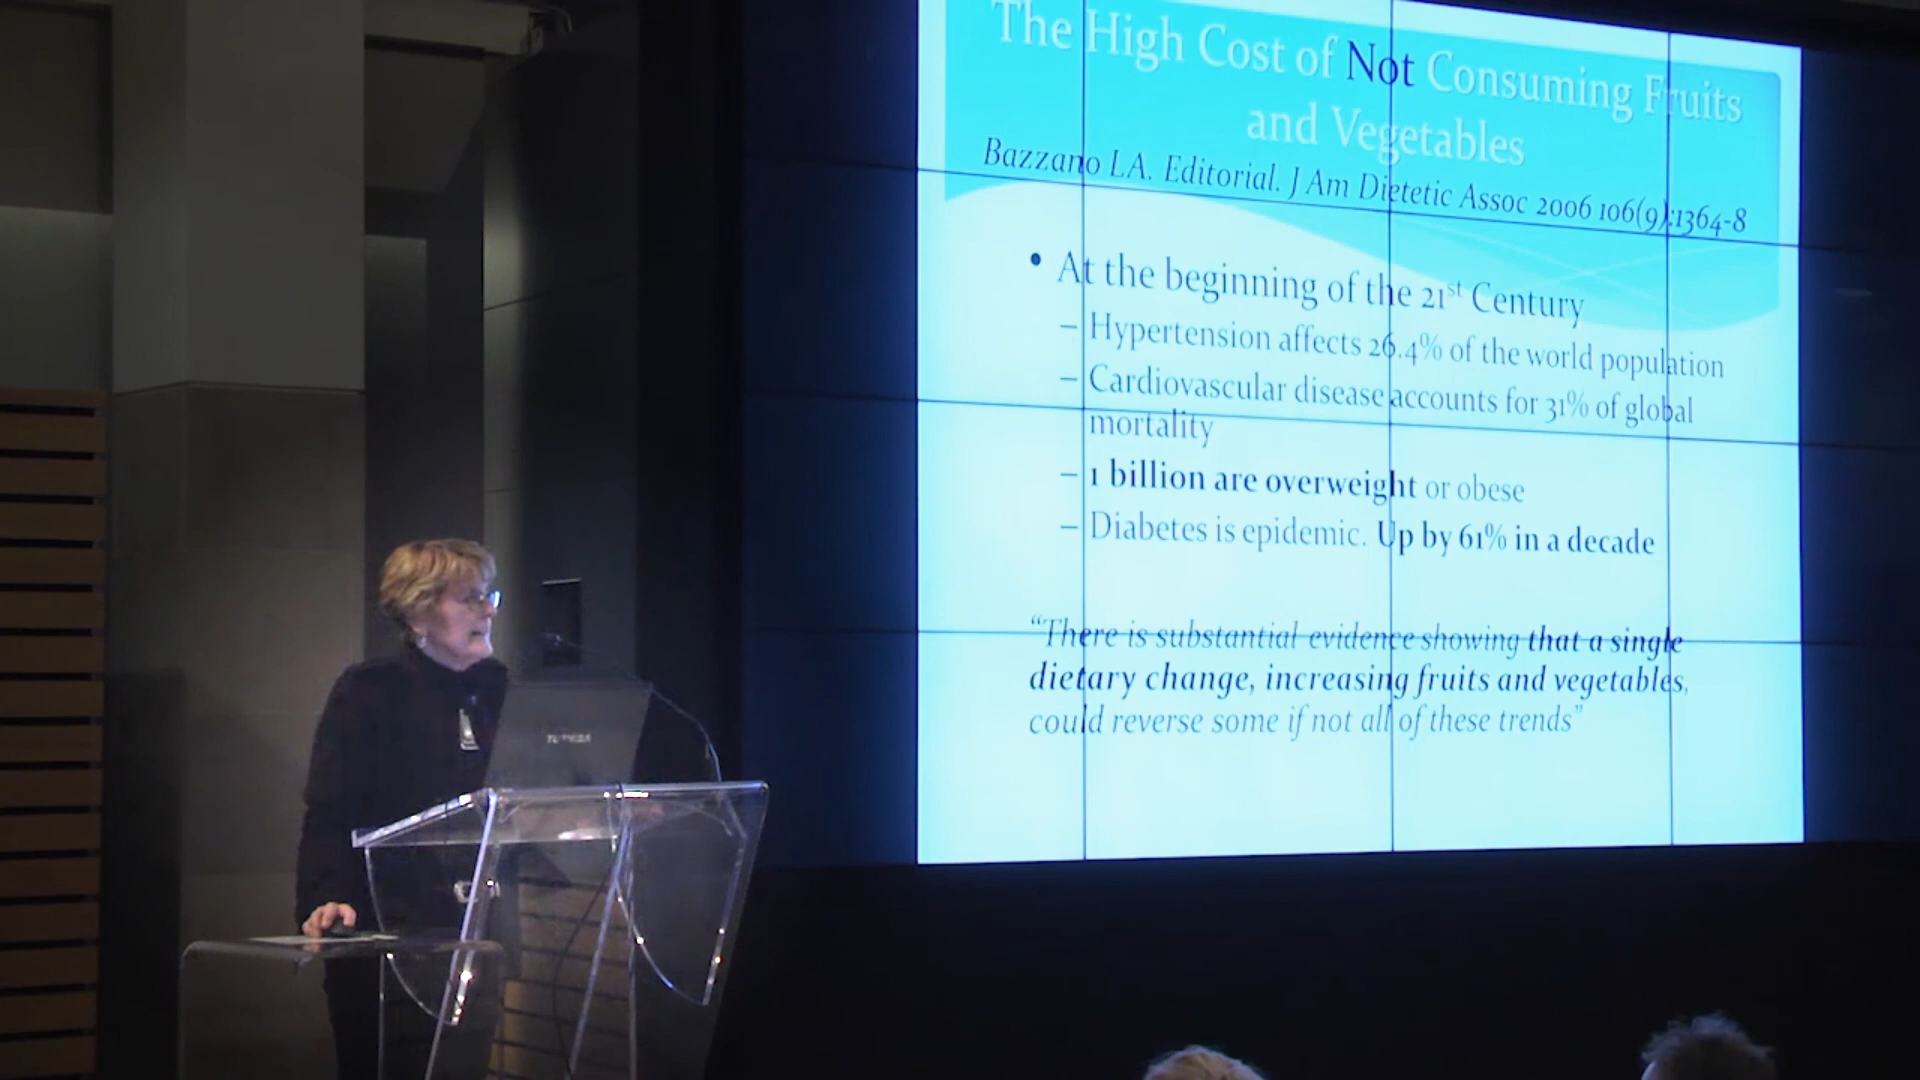 The High Cost of Not Consuming Fruits
and Vegetables
Bazzano LA. Editorial. J Am Dietetic Assoc 2006 106(9):1364-8
• At the beginning of the 21st Century
– Hypertension affects 26.4% of the world population
– Cardiovascular disease accounts for 31% of global
mortality
– 1 billion are overweight or obese
– Diabetes is epidemic. Up by 61% in a decade
“There is substantial evidence showing that a single
dietary change, increasing fruits and vegetables,
could reverse some if not all of these trends”
TOSHIBA